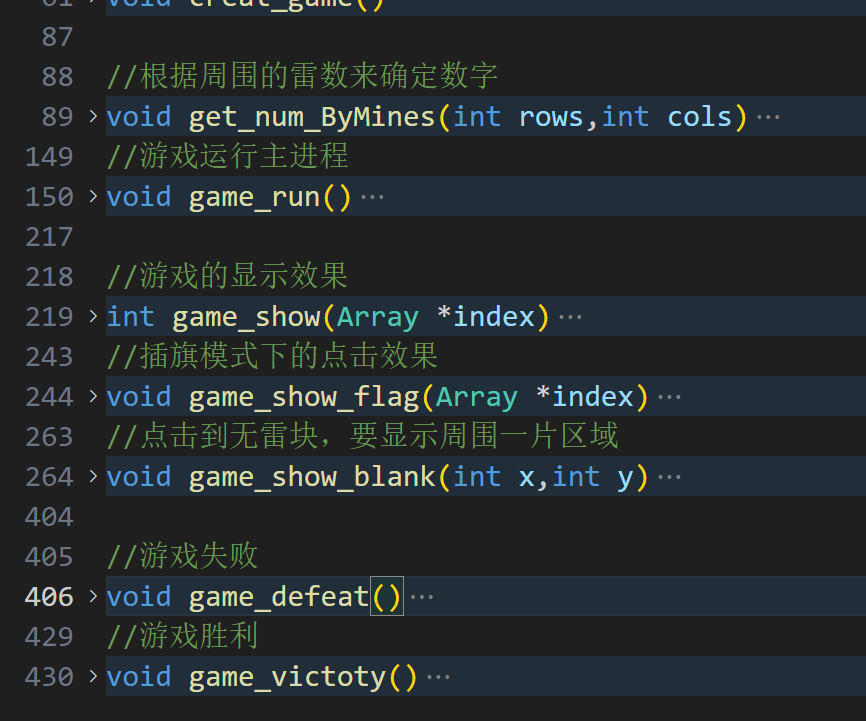 61 > void creat_game()
87
88 //根据周围的雷数来确定数字
89 > void get_num_ByMines(int rows,int cols)…
149 //游戏运行主进程
150 > void game_run()…
217
218 //游戏的显示效果
219 > int game_show(Array *index)…
243 //插旗模式下的点击效果
244 > void game_show_flag(Array *index)…
263 //点击到无雷块，要显示周围一片区域
264 > void game_show_blank(int x,int y)…
404
405 //游戏失败
406 > void game_defeat()…
429 //游戏胜利
430 > void game_victoty()…